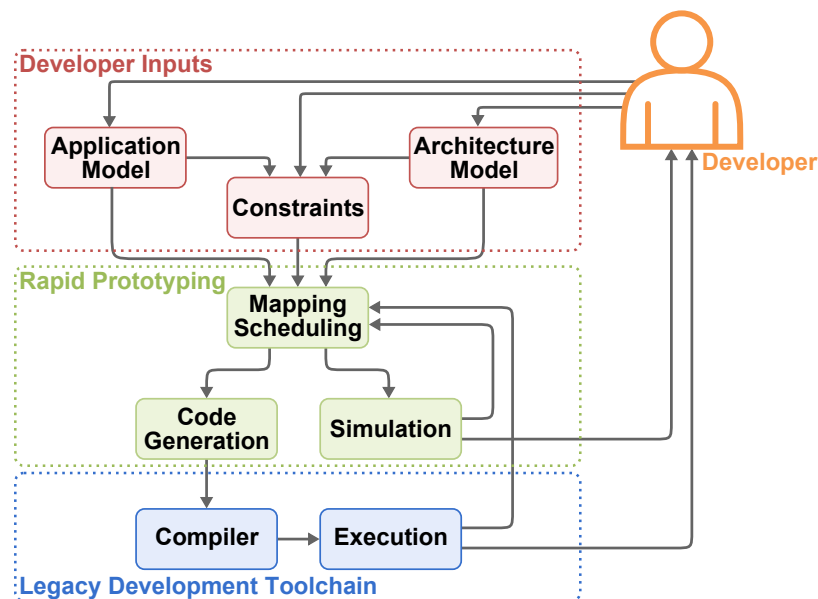 Developer Inputs
Application
Model
Architecture
Model
Developer
Constraints
Rapid Prototyping
Mapping
Scheduling
Code
Generation
Simulation
Compiler
Execution
Legacy Development Toolchain